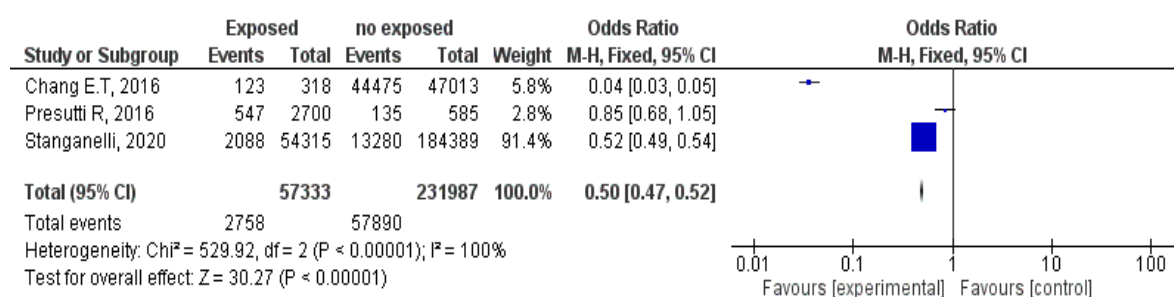 Exposed no exposed Odds Ratio Odds Ratio
Study or Subgroup Events Total Events Total Weight M-H, Fixed, 95% CI M-H, Fixed, 95% CI
Chang E.T, 2016 123 318 44475 47013 5.8% 0.04 [0.03, 0.05]
Presutti R, 2016 547 2700 135 585 2.8% 0.85 [0.68, 1.05]
Stanganelli, 2020 2088 54315 13280 184389 91.4% 0.52 [0.49, 0.54]
Total (95% CI) 57333 231987 100.0% 0.50 [0.47, 0.52]
Total events 2758 57890
Heterogeneity: Chi² = 529.92, df = 2 (P < 0.00001); I² = 100%
Test for overall effect: Z = 30.27 (P < 0.00001)
0.01 0.1 1 10 100
Favours [experimental] Favours [control]